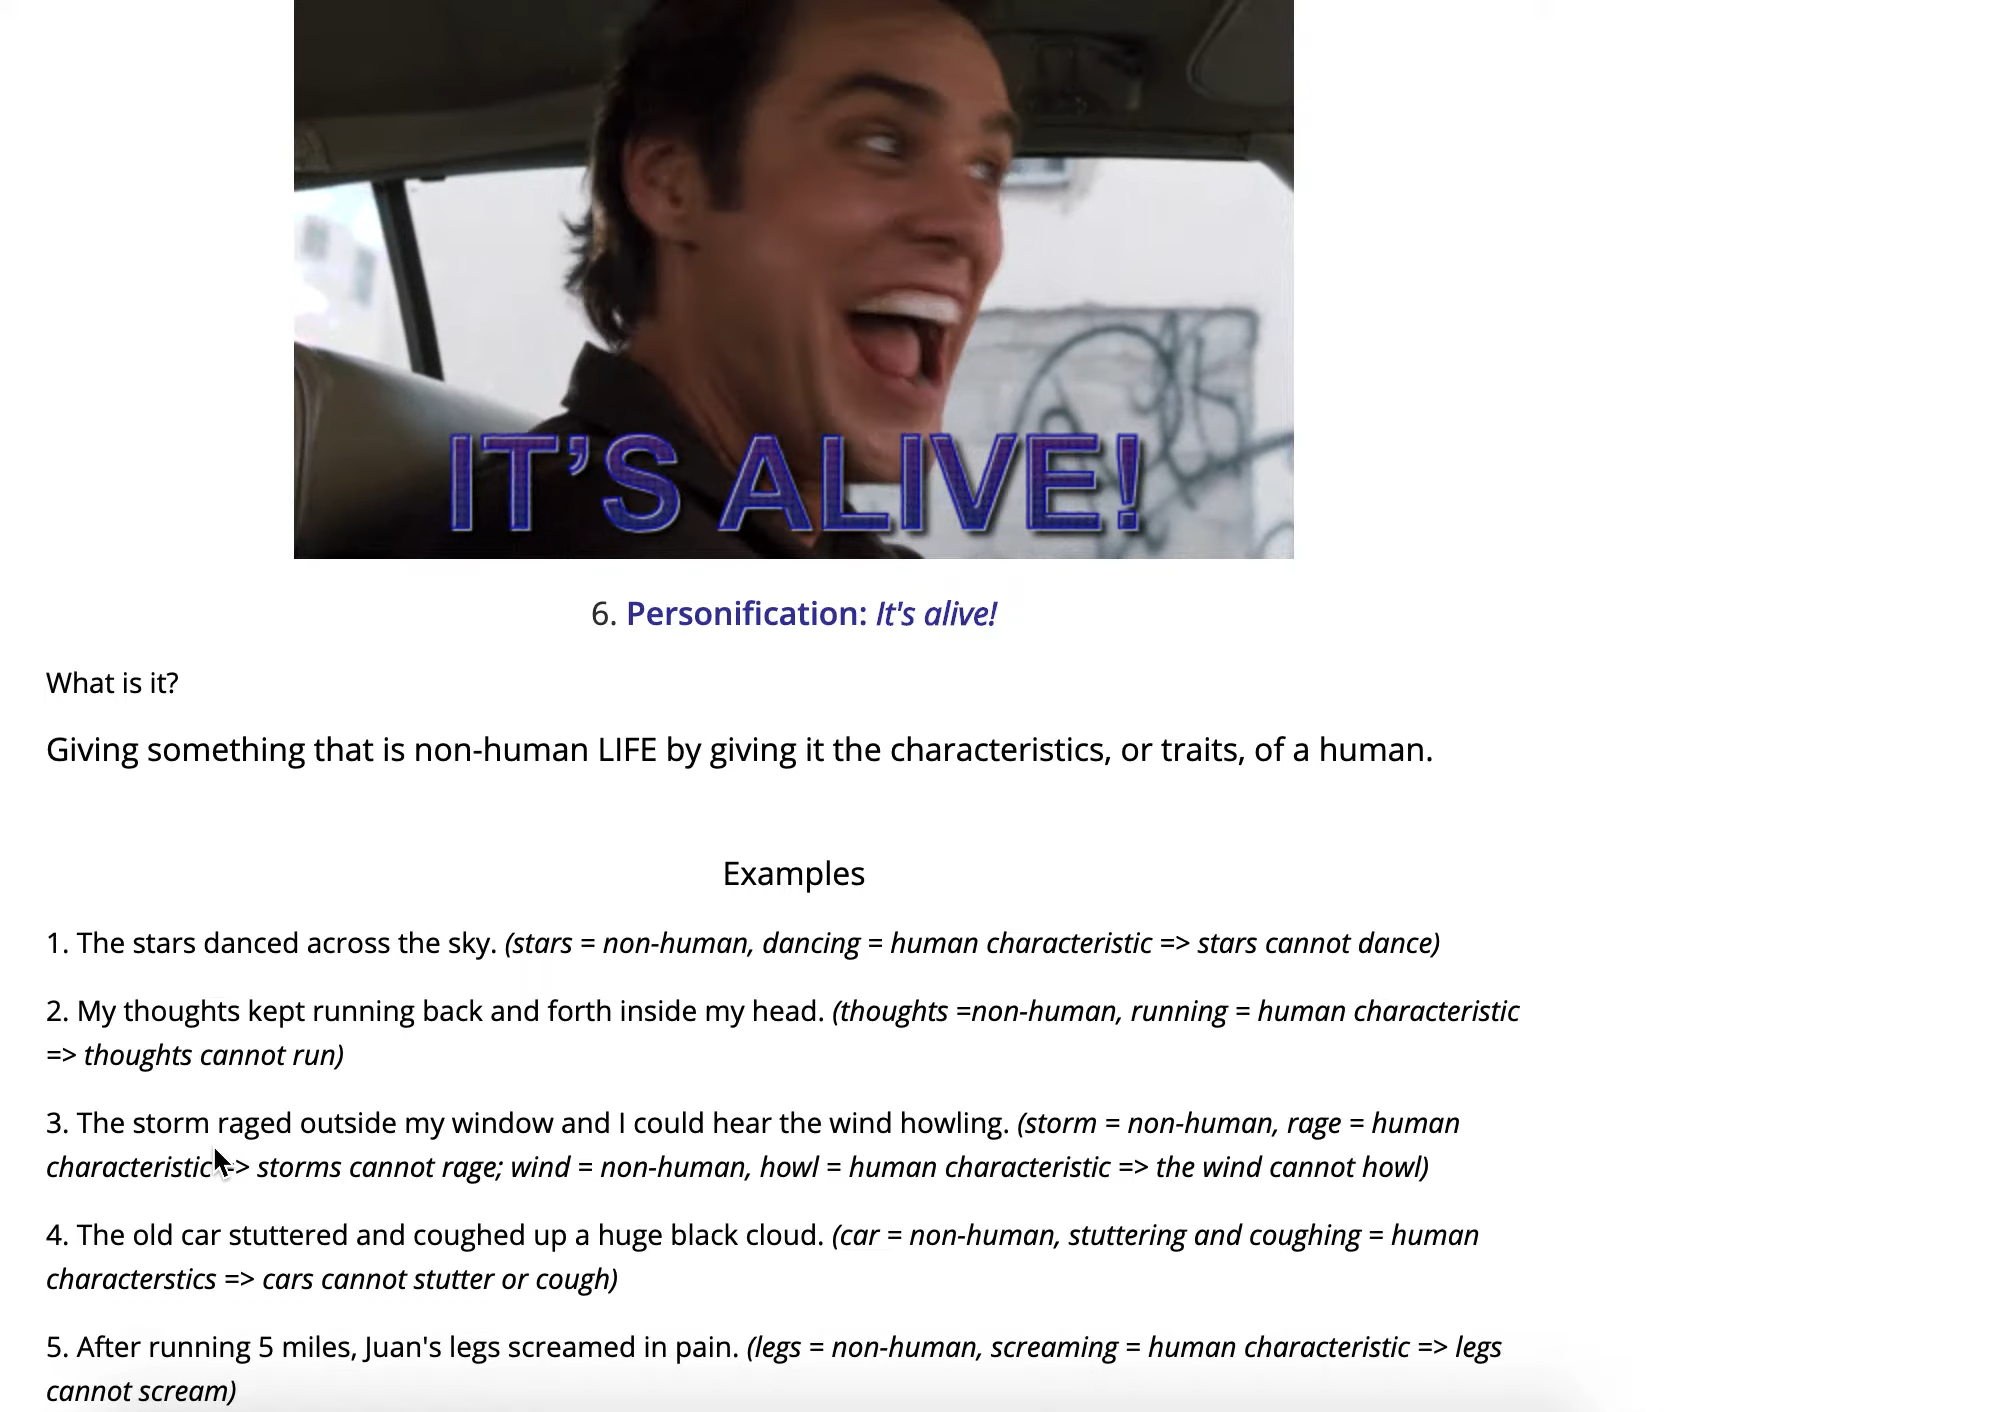 IT’S ALIVE!
6. Personification: It's alive!
What is it?
Giving something that is non-human LIFE by giving it the characteristics, or traits, of a human.
Examples
1. The stars danced across the sky. (stars = non-human, dancing = human characteristic => stars cannot dance)
2. My thoughts kept running back and forth inside my head. (thoughts =non-human, running = human characteristic
=> thoughts cannot run)
3. The storm raged outside my window and I could hear the wind howling. (storm = non-human, rage = human
characteristic => storms cannot rage; wind = non-human, howl = human characteristic => the wind cannot howl)
4. The old car stuttered and coughed up a huge black cloud. (car = non-human, stuttering and coughing = human
characterstics => cars cannot stutter or cough)
5. After running 5 miles, Juan's legs screamed in pain. (legs = non-human, screaming = human characteristic => legs
cannot scream)